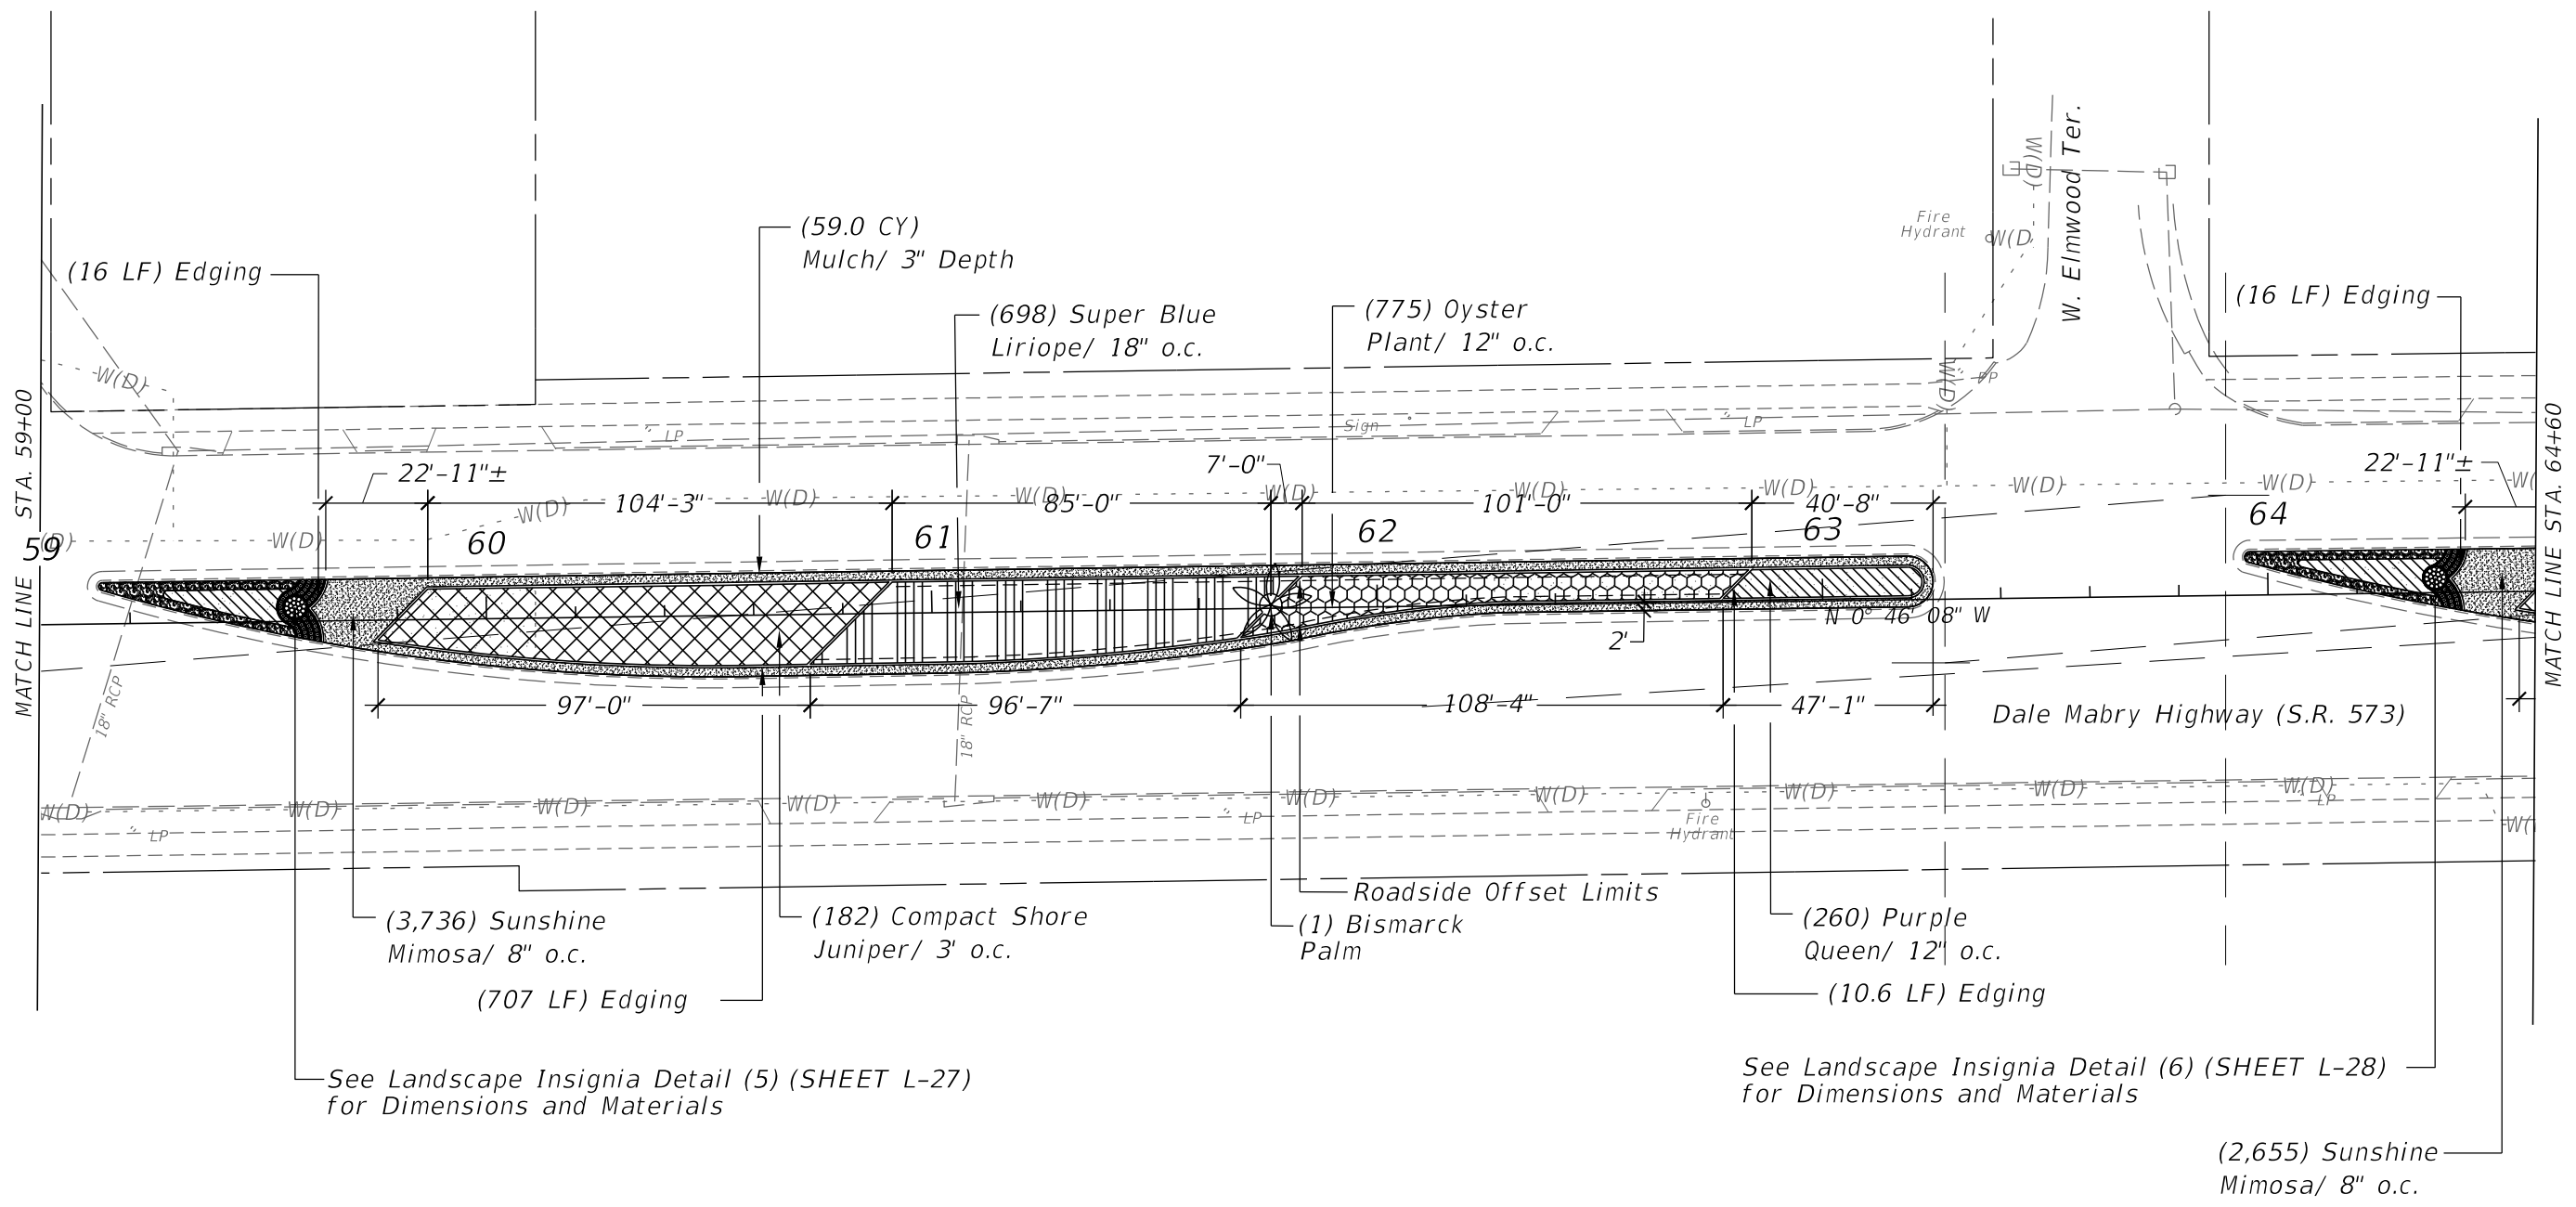 W. Elmwood Ter.
W(D)
Fire
Hydrant
W(D
(59.0 CY)
Mulch/ 3" Depth
(16 LF) Edging
(16 LF) Edging
(698) Super Blue
Liriope/ 18" o.c.
(775) Oyster
Plant/ 12" o.c.
W(D)
W(D)
PP
LP
Sign
LP
22'-11"±
7'-0"
22'-11"±
104'-3"
W(D)
W(D)
85'-0"
W(D)
101'-0"
W(D)
W(D)
40'-8"
W(D)
W(D)
W(
W(D)
MATCH LINE STA. 59+00
MATCH LINE STA. 64+60
59
(D)
W(D)
60
61
62
63
64
N 0° 46' 08" W
2'
97'-0"
96'-7"
108'-4"
47'-1"
18" RCP
18" RCP
Dale Mabry Highway (S.R. 573)
W(D)
W(D)
W(D)
W(D)
W(D)
W(D)
W(D)
W(D)
W(D)
W(D)
W(
LP
LP
LP
Fire
Hydrant
Roadside Offset Limits
(3,736) Sunshine
Mimosa/ 8" o.c.
(182) Compact Shore
Juniper/ 3' o.c.
(1) Bismarck
Palm
(260) Purple
Queen/ 12" o.c.
(707 LF) Edging
(10.6 LF) Edging
See Landscape Insignia Detail (5) (SHEET L-27)
for Dimensions and Materials
See Landscape Insignia Detail (6) (SHEET L-28)
for Dimensions and Materials
(2,655) Sunshine
Mimosa/ 8" o.c.